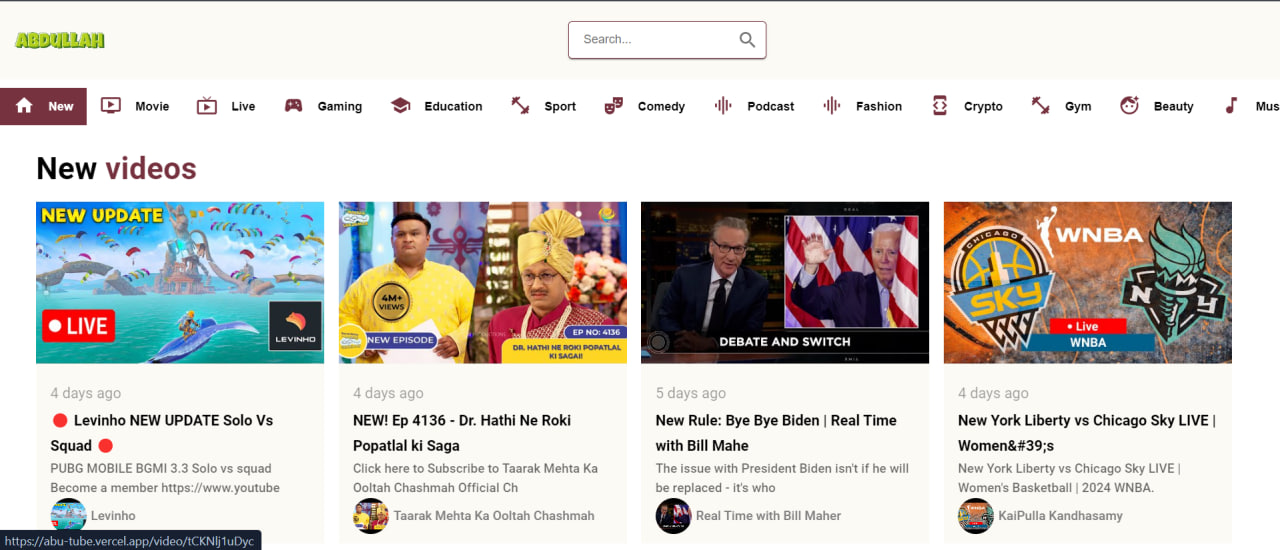 ABDULLAH
Search...
New
Movie
Live
Gaming
Education
Sport
Comedy
Podcast
Fashion
Crypto
Gym
Beauty
Mus
New videos
NEW UPDATE
LIVE
LEVINHO
4M+
VIEWS
NEW EPISODE
EP NO: 4136
DR. HATHI NE ROKI POPATLAL
KI SAGAI!
REAL
DEBATE AND SWITCH
CHICAGO
SKY
WNBA
NY
• Live
WNBA
4 days ago
🔴 Levinho NEW UPDATE Solo Vs
Squad 🔴
PUBG MOBILE BGMI 3.3 Solo vs squad
Become a member https://www.youtube
Levinho
4 days ago
NEW! Ep 4136 - Dr. Hathi Ne Roki
Popatlal ki Saga
Click here to Subscribe to Taarak Mehta Ka
Ooltah Chashmah Official Ch
Taarak Mehta Ka Ooltah Chashmah
5 days ago
New Rule: Bye Bye Biden | Real Time
with Bill Mahe
The issue with President Biden isn't if he will
be replaced - it's who
Real Time with Bill Maher
4 days ago
New York Liberty vs Chicago Sky LIVE |
Women&#39;s
New York Liberty vs Chicago Sky LIVE |
Women's Basketball | 2024 WNBA.
KaiPulla Kandhasamy
https://abu-tube.vercel.app/video/tCKNlj1uDyc